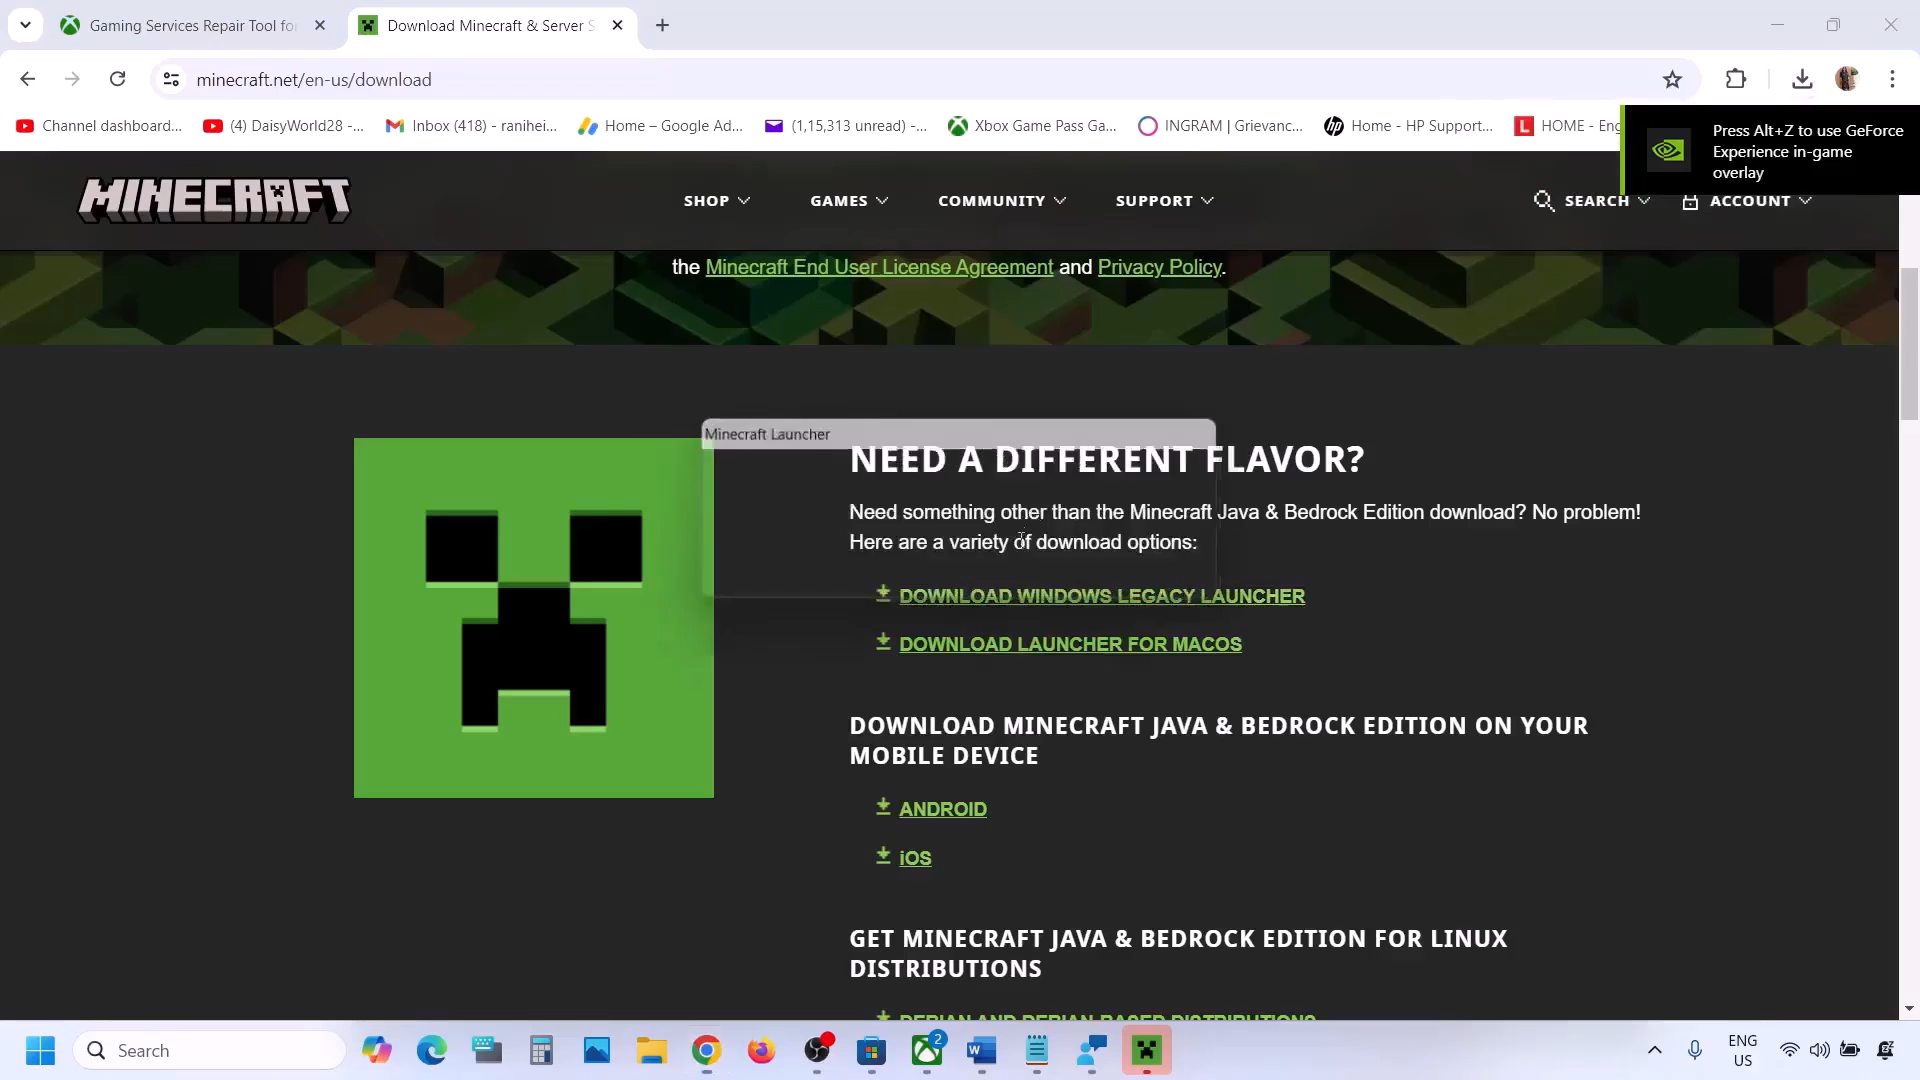 Gaming Services Repair Tool fo
Download Minecraft & Server S
minecraft.net/en-us/download
Channel dashboard...
(4) DaisyWorld28 -...
Inbox (418) - ranihei...
Home – Google Ad...
(1,15,313 unread) -...
Xbox Game Pass Ga...
INGRAM | Grievanc...
Home - HP Support...
HOME - Eng
Press Alt+Z to use GeForce
Experience in-game
overlay
MINECRAFT
SHOP
GAMES
COMMUNITY
SUPPORT
SEARCH
ACCOUNT
the Minecraft End User License Agreement and Privacy Policy.
Minecraft Launcher
NEED A DIFFERENT FLAVOR?
Need something other than the Minecraft Java & Bedrock Edition download? No problem!
Here are a variety of download options:
DOWNLOAD WINDOWS LEGACY LAUNCHER
DOWNLOAD LAUNCHER FOR MACOS
DOWNLOAD MINECRAFT JAVA & BEDROCK EDITION ON YOUR
MOBILE DEVICE
ANDROID
iOS
GET MINECRAFT JAVA & BEDROCK EDITION FOR LINUX
DISTRIBUTIONS
DEBIAN AND DEBIAN BASED DISTRIBUTIONS
Search
2
ENG
US